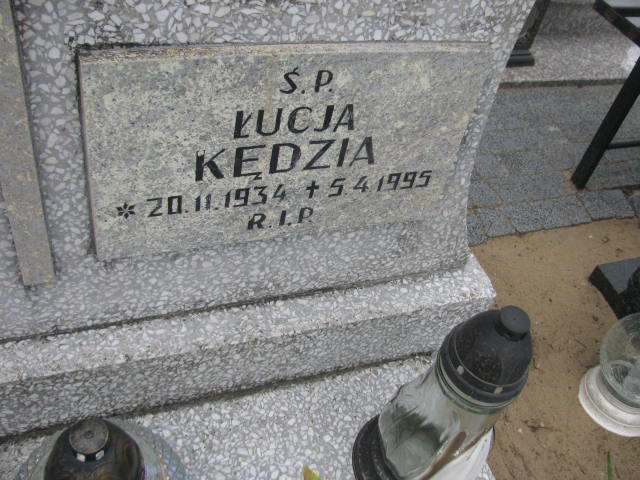 Ś.P.
ŁUCJA
KĘDZIA
* 20.11.1934 + 5 4 1995
R.I.P.